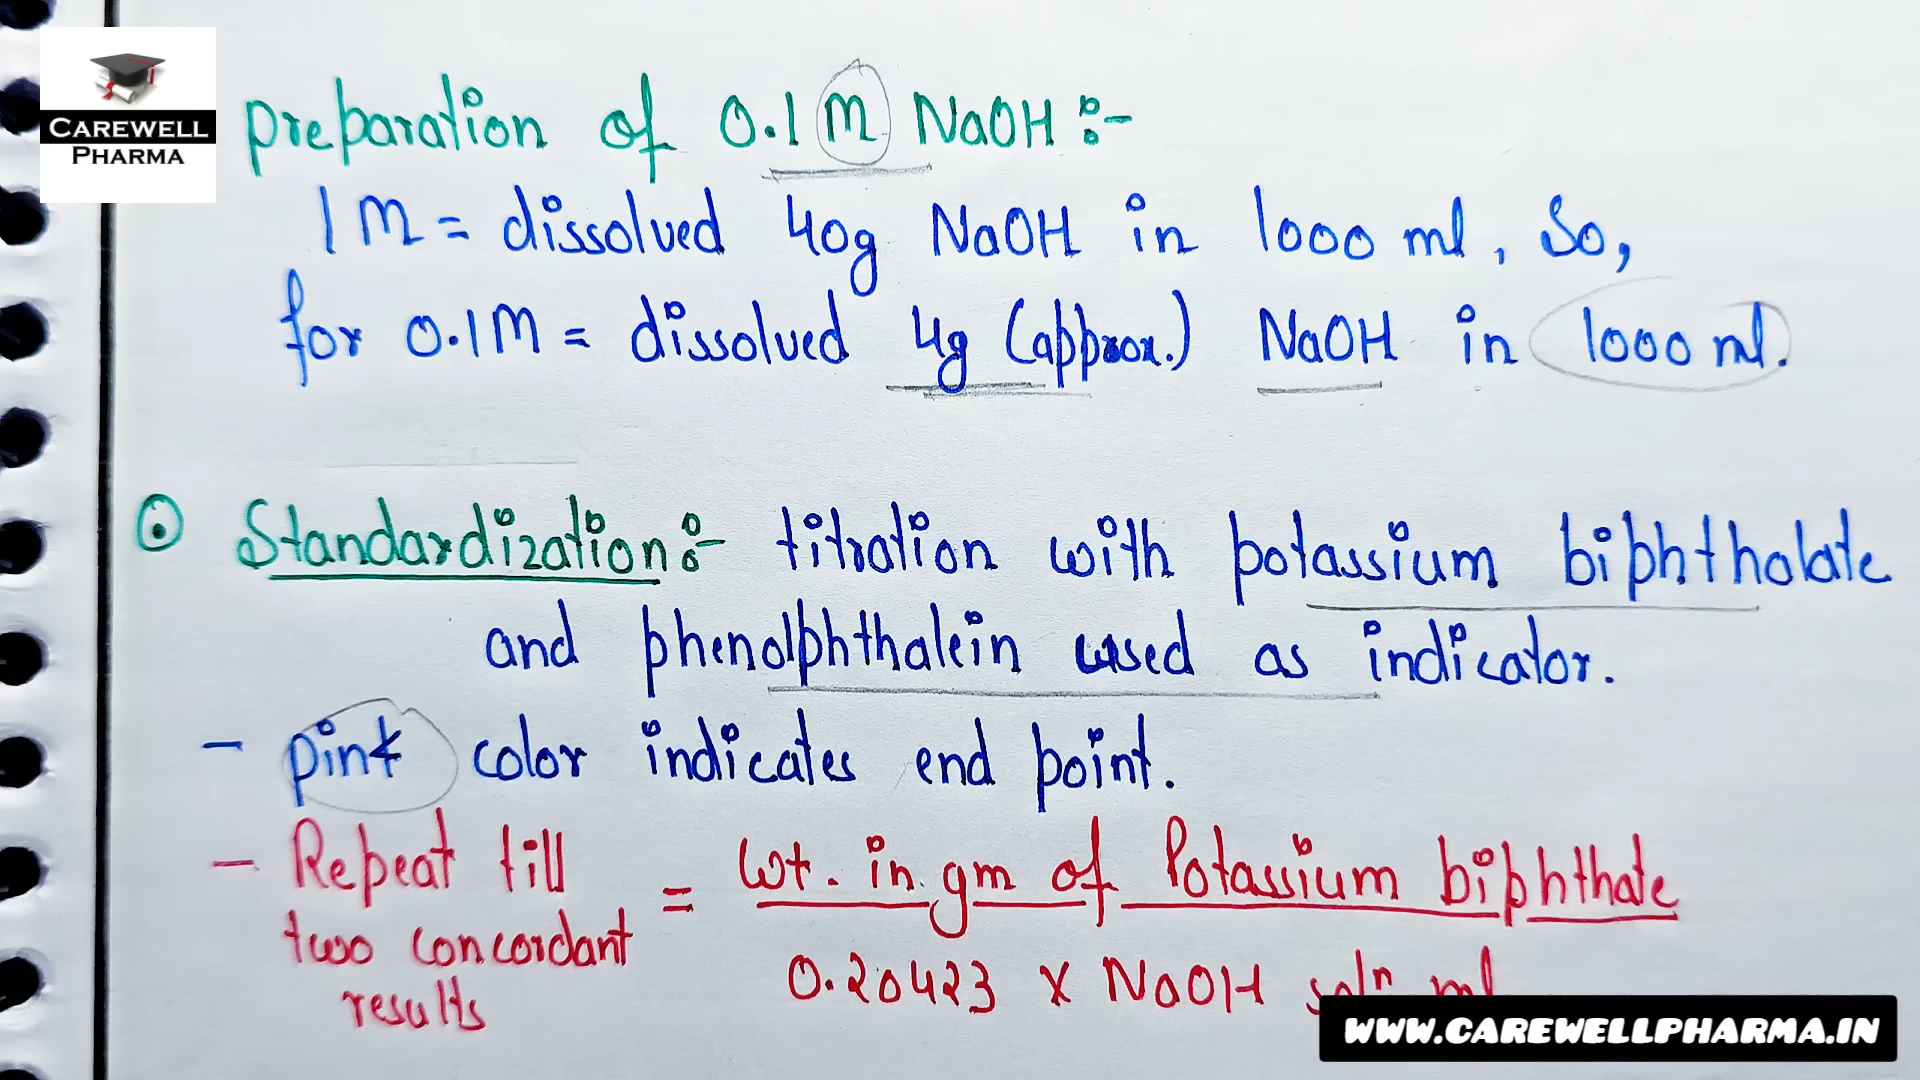 CAREWELL
PHARMA
Preparation of 0.1 M NaOH :-
1 M = dissolved 40g NaOH in 1000 ml. So,
for 0.1M = dissolved 4g (approx.) NaOH in 1000 ml.
Standardization :- titration with potassium biphthalate
and phenolphthalein used as indicator.
- Pink color indicates end point.
- Repeat till
two concordant
results
= Wt. in gm of Potassium biphthate
0.20423 x NaOH soln ml
WWW.CAREWELLPHARMA.IN